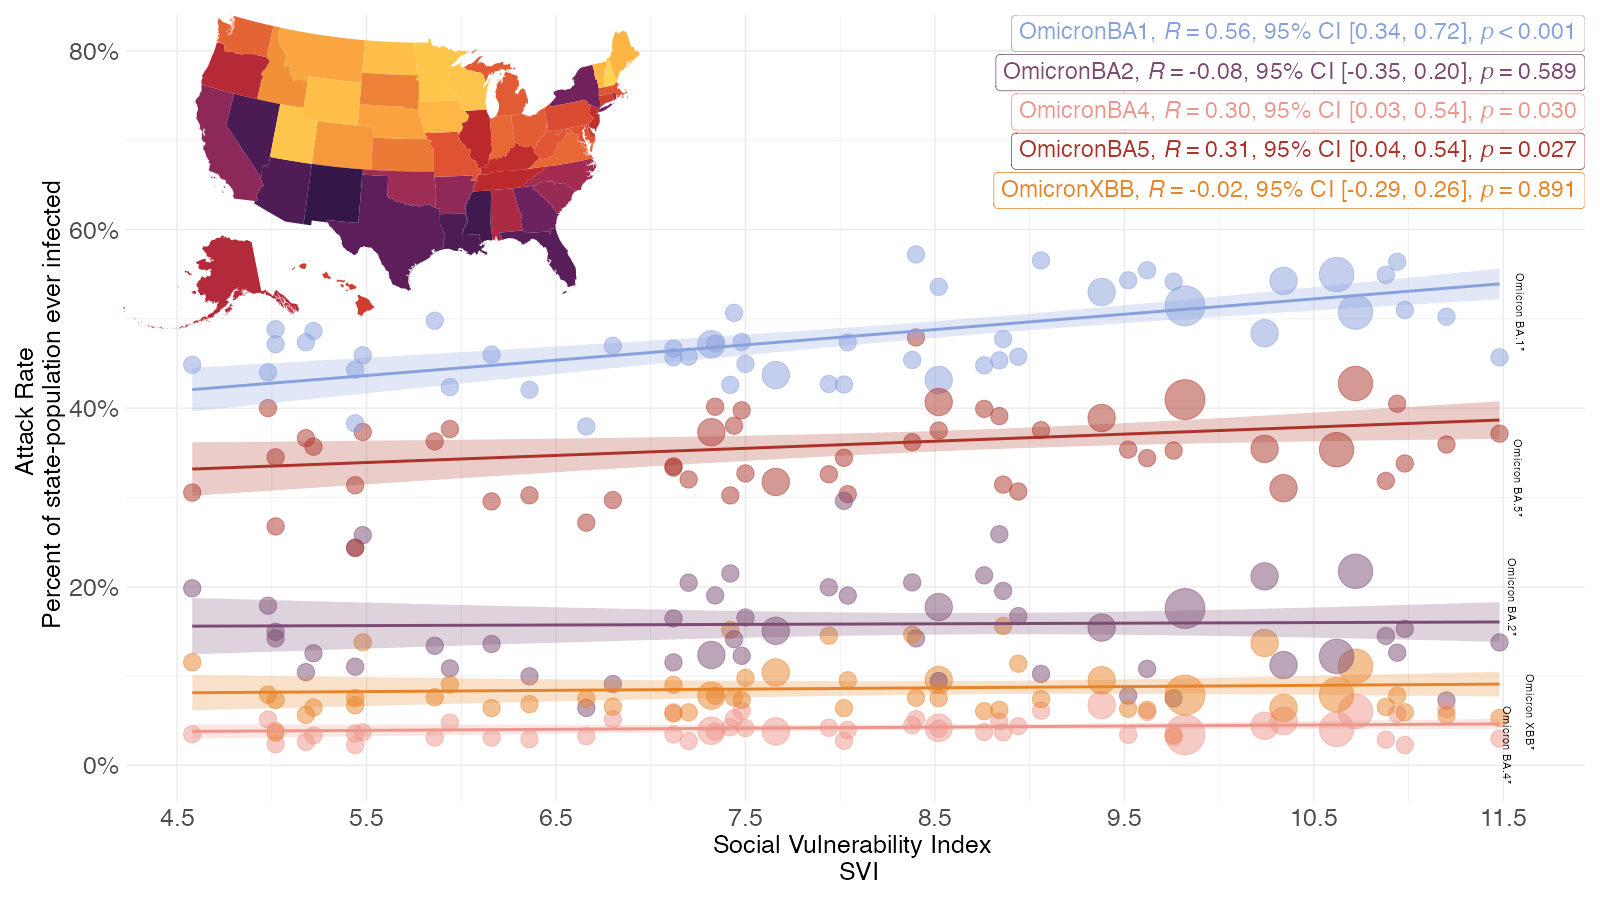 OmicronBA1, R = 0.56, 95% CI [0.34, 0.72], p < 0.001
OmicronBA2, R = -0.08, 95% CI [-0.35, 0.20], p = 0.589
OmicronBA4, R = 0.30, 95% CI [0.03, 0.54], p = 0.030
OmicronBA5, R = 0.31, 95% CI [0.04, 0.54], p = 0.027
OmicronXBB, R = -0.02, 95% CI [-0.29, 0.26], p = 0.891
80%
60%
40%
20%
0%
Attack Rate
Percent of state-population ever infected
Omicron BA.1*
Omicron BA.5*
Omicron BA.2*
Omicron XBB*
Omicron BA.4*
4.5 5.5 6.5 7.5 8.5 9.5 10.5 11.5
Social Vulnerability Index
SVI